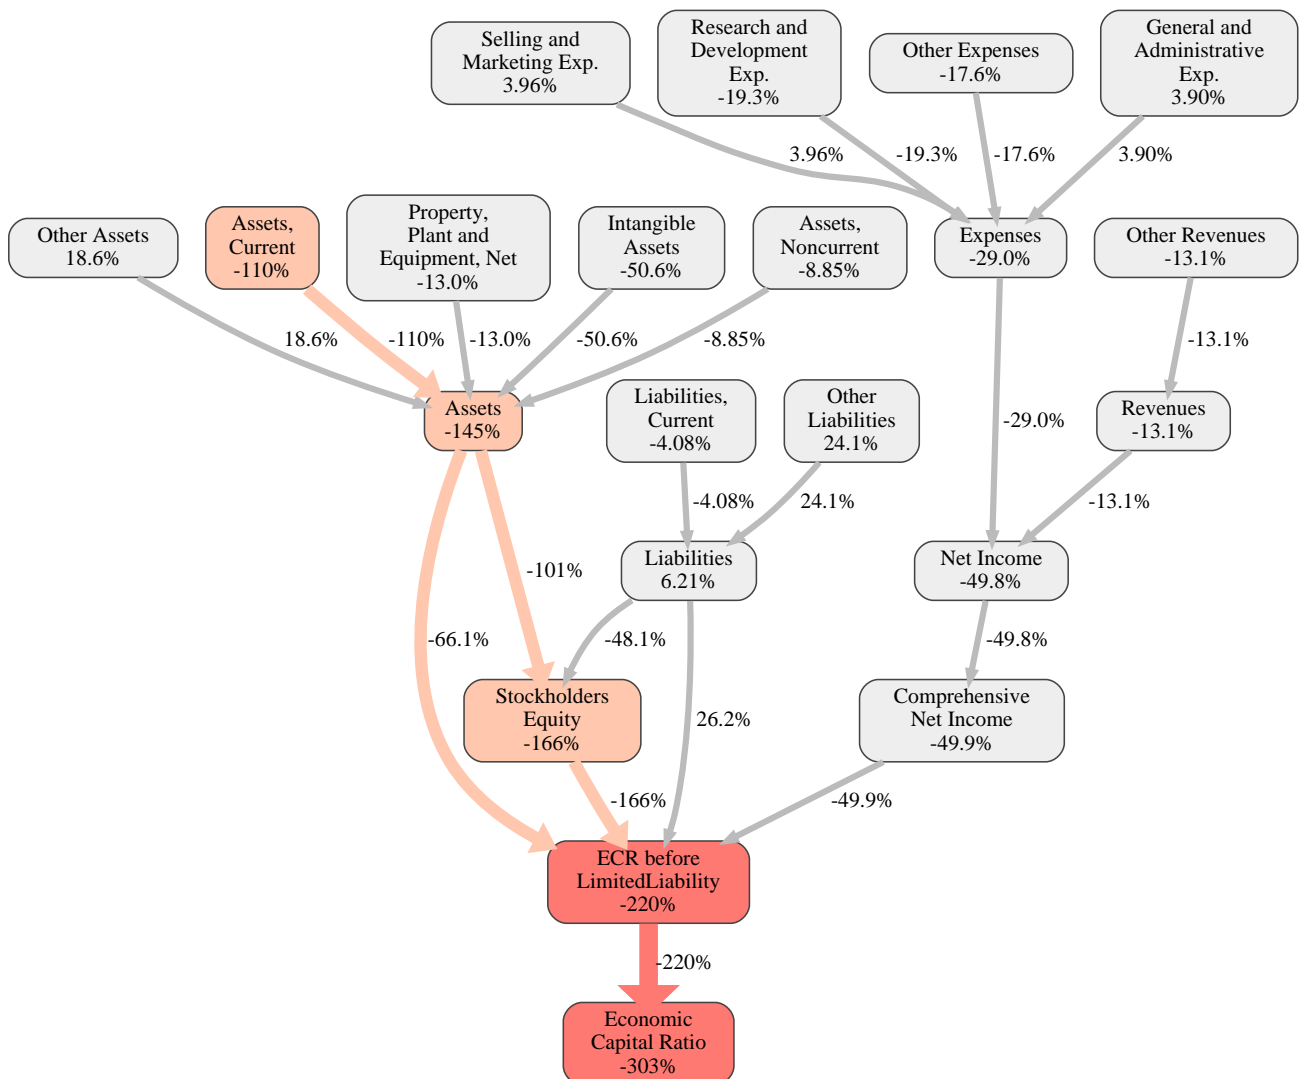 Selling and
Marketing Exp.
3.96%
Research and
Development
Exp.
-19.3%
Other Expenses
-17.6%
General and
Administrative
Exp.
3.90%
3.96%
-19.3%
-17.6%
3.90%
Other Assets
18.6%
Assets,
Current
-110%
Property,
Plant and
Equipment, Net
-13.0%
Intangible
Assets
-50.6%
Assets,
Noncurrent
-8.85%
Expenses
-29.0%
Other Revenues
-13.1%
18.6%
-110%
-13.0%
-50.6%
-8.85%
-13.1%
Assets
-145%
Liabilities,
Current
-4.08%
Other
Liabilities
24.1%
-29.0%
Revenues
-13.1%
-4.08%
24.1%
-13.1%
-101%
Liabilities
6.21%
Net Income
-49.8%
-66.1%
-48.1%
-49.8%
Stockholders
Equity
-166%
26.2%
Comprehensive
Net Income
-49.9%
-166%
-49.9%
ECR before
LimitedLiability
-220%
-220%
Economic
Capital Ratio
-303%